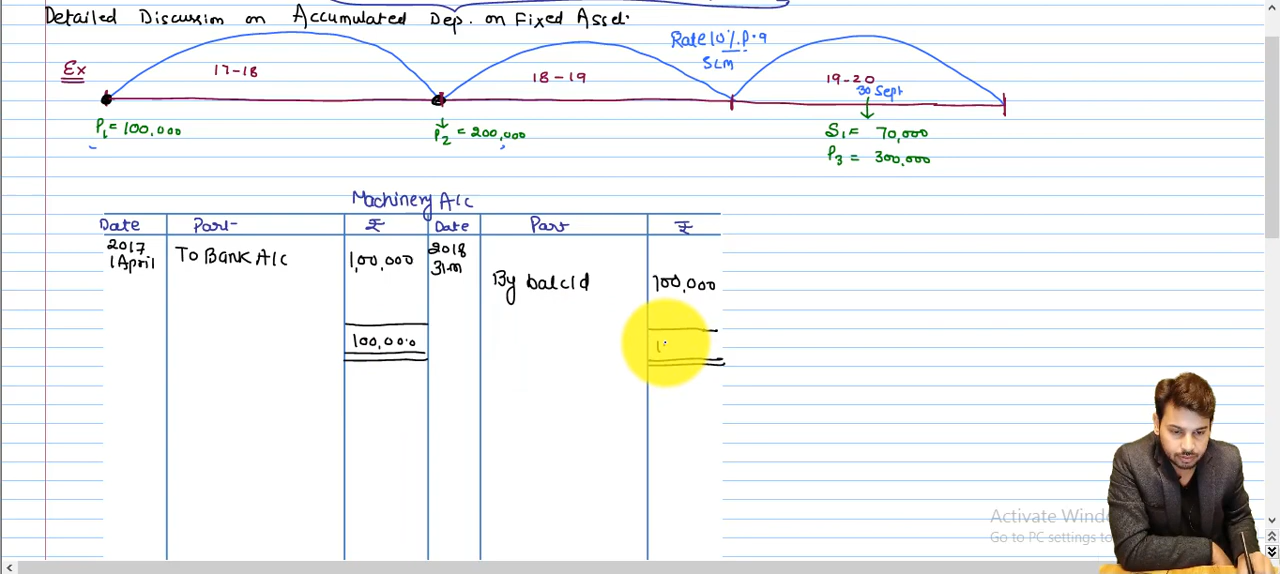 Detailed Discussion on Accumulated Dep. on Fixed Asset.
Rate 10% P.a
SLM
Ex
17-18
18-19
19-20
30 Sept
P1 = 100,000
P2 = 200,000
S1 = 70,000
P3 = 300,000
Machinery A/c
Date Part- ₹ Date Part ₹
2017 1 April To Bank A/c 1,00,000 2018 31-m
By bal c/d 100,000
100,000 1
Activate Wind
Go to PC settings to